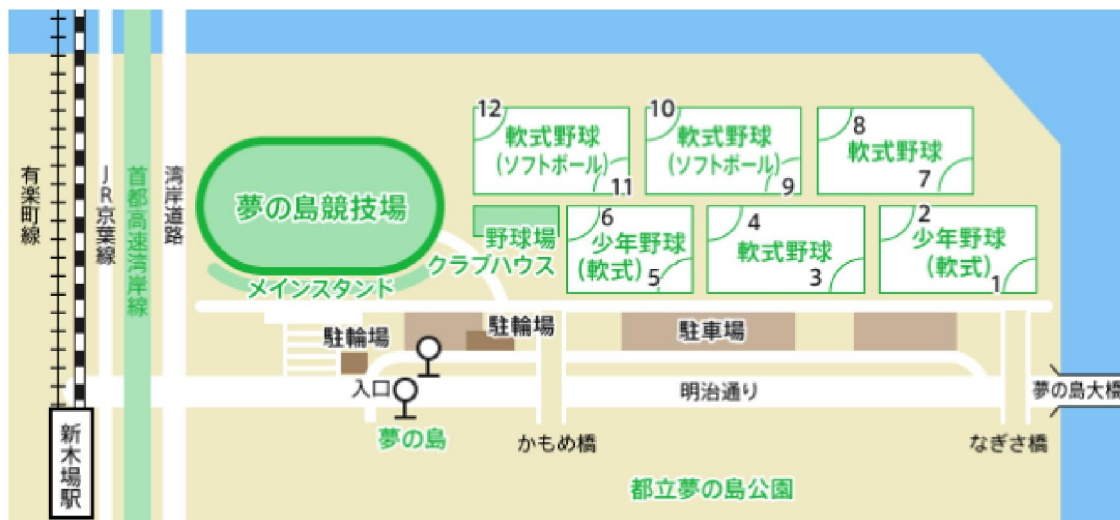 有楽町線
JR京葉線
首都高速湾岸線
湾岸道路
新木場駅
夢の島競技場
メインスタンド
野球場
クラブハウス
12
軟式野球
(ソフトボール)
11
10
軟式野球
(ソフトボール)
9
8
軟式野球
7
6
少年野球
(軟式)
5
4
軟式野球
3
2
少年野球
(軟式)
1
駐輪場
駐輪場
駐車場
入口
夢の島
明治通り
夢の島大橋
かもめ橋
なぎさ橋
都立夢の島公園